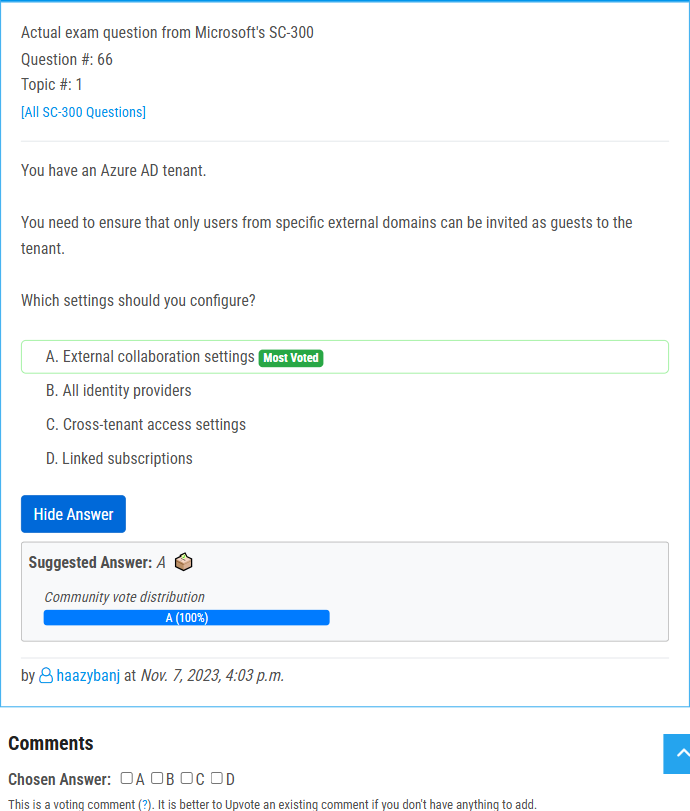 Actual exam question from Microsoft's SC-300
Question #: 66
Topic #: 1
[All SC-300 Questions]
You have an Azure AD tenant.
You need to ensure that only users from specific external domains can be invited as guests to the
tenant.
Which settings should you configure?
A. External collaboration settings Most Voted
B. All identity providers
C. Cross-tenant access settings
D. Linked subscriptions
Hide Answer
Suggested Answer: A
Community vote distribution
A (100%)
by haazybanj at Nov. 7, 2023, 4:03 p.m.
Comments
Chosen Answer: A B C D
This is a voting comment (?). It is better to Upvote an existing comment if you don't have anything to add.